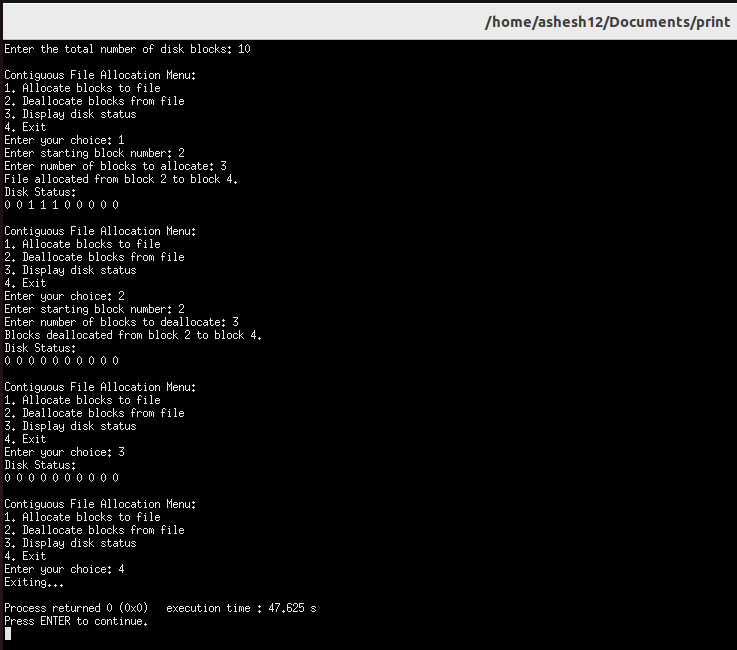 /home/ashesh12/Documents/print
Enter the total number of disk blocks: 10

Contiguous File Allocation Menu:
1. Allocate blocks to file
2. Deallocate blocks from file
3. Display disk status
4. Exit
Enter your choice: 1
Enter starting block number: 2
Enter number of blocks to allocate: 3
File allocated from block 2 to block 4.
Disk Status:
0 0 1 1 1 0 0 0 0 0

Contiguous File Allocation Menu:
1. Allocate blocks to file
2. Deallocate blocks from file
3. Display disk status
4. Exit
Enter your choice: 2
Enter starting block number: 2
Enter number of blocks to deallocate: 3
Blocks deallocated from block 2 to block 4.
Disk Status:
0 0 0 0 0 0 0 0 0 0

Contiguous File Allocation Menu:
1. Allocate blocks to file
2. Deallocate blocks from file
3. Display disk status
4. Exit
Enter your choice: 3
Disk Status:
0 0 0 0 0 0 0 0 0 0

Contiguous File Allocation Menu:
1. Allocate blocks to file
2. Deallocate blocks from file
3. Display disk status
4. Exit
Enter your choice: 4
Exiting...

Process returned 0 (0x0)   execution time : 47.625 s
Press ENTER to continue.